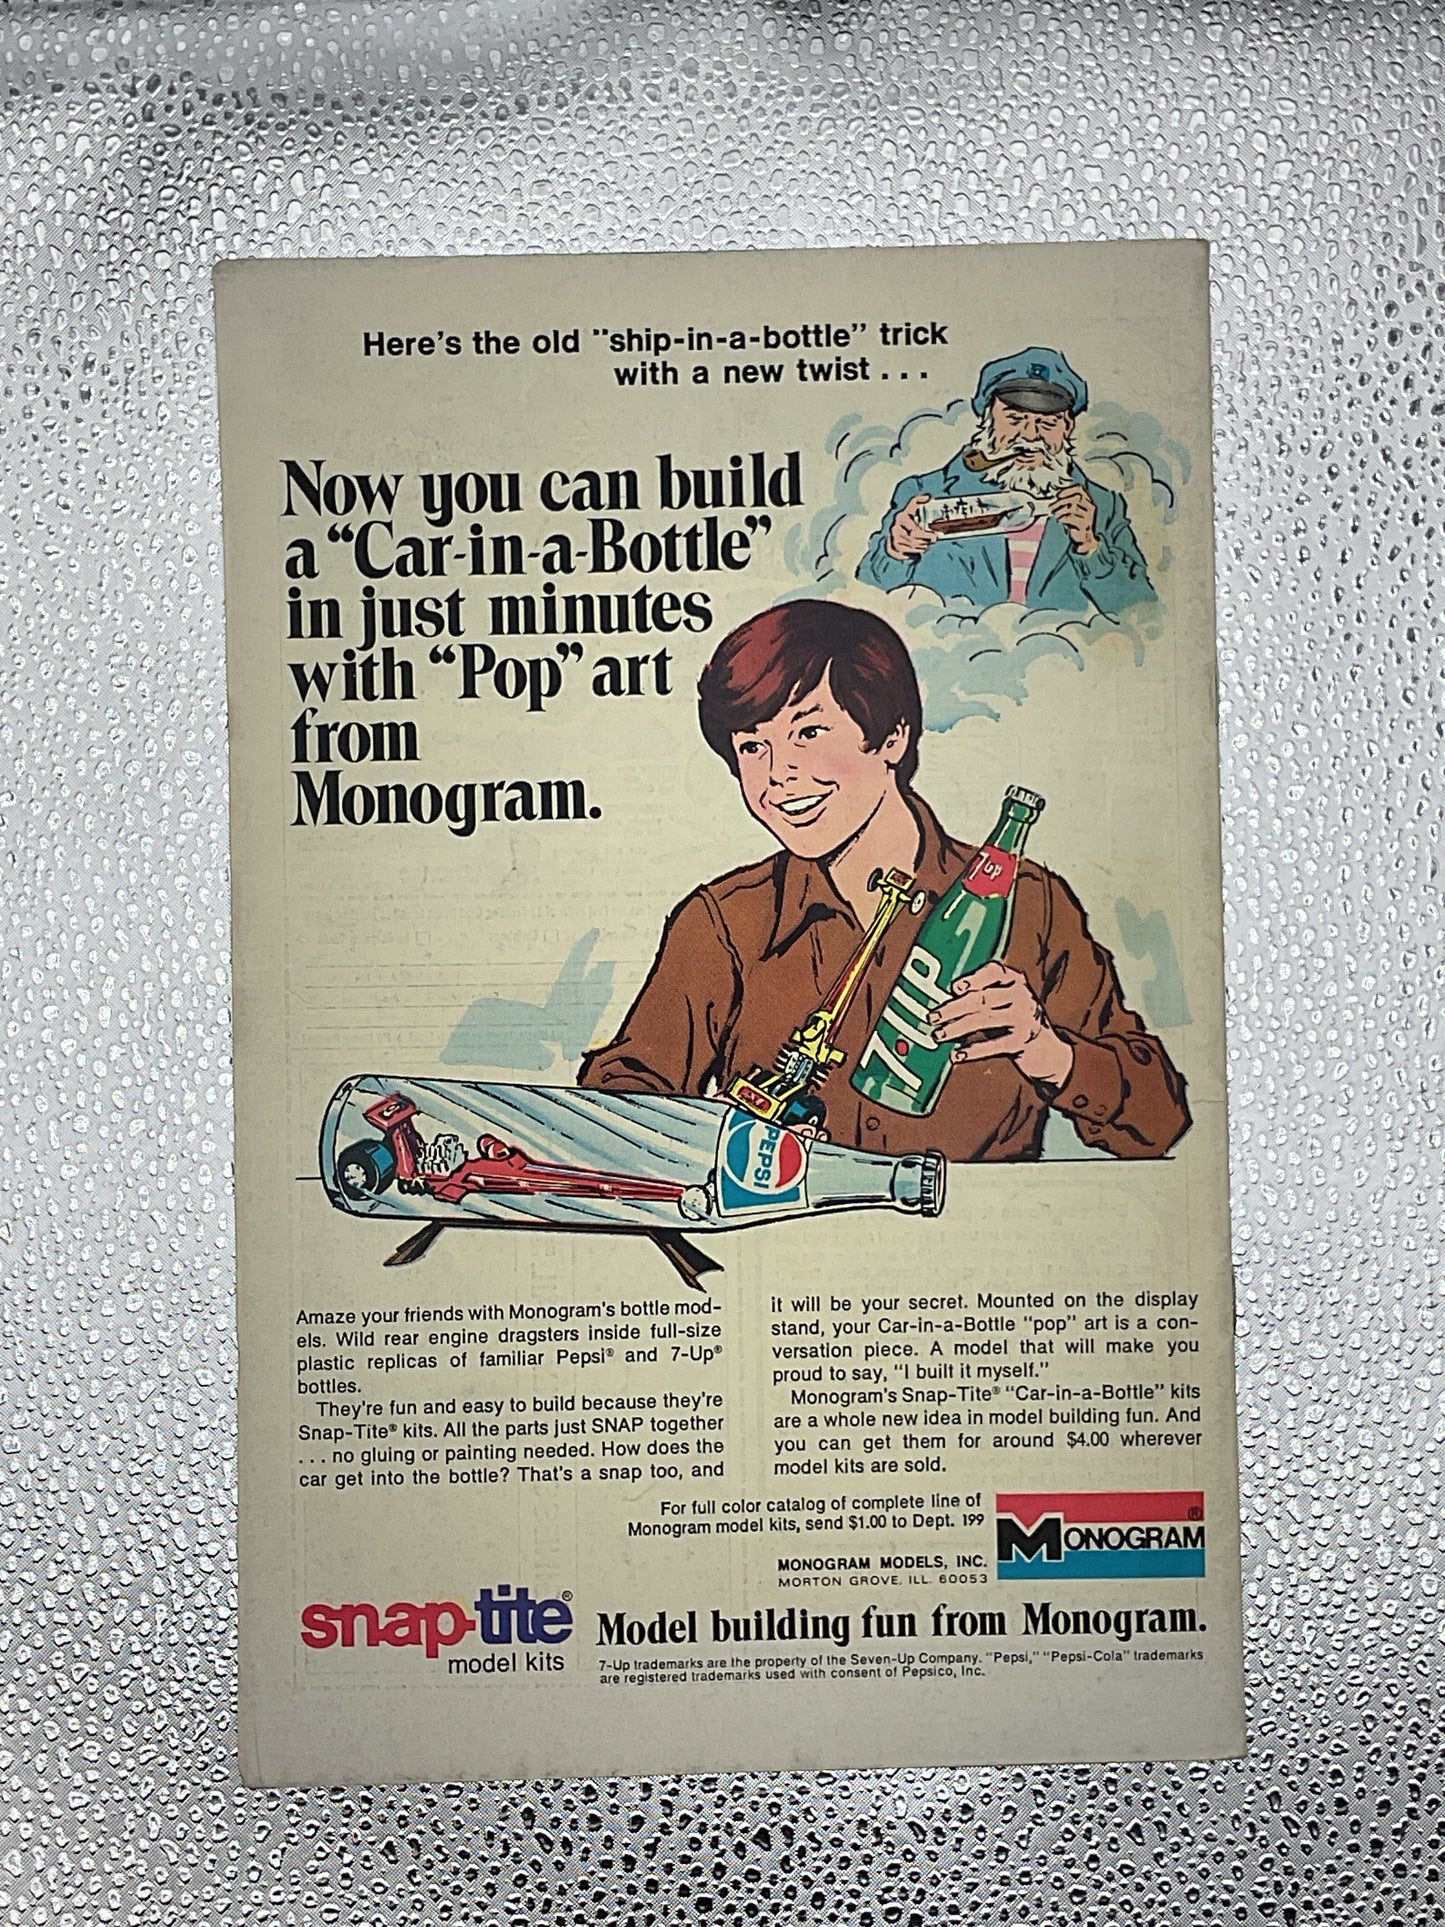 Here's the old "ship-in-a-bottle" trick
with a new twist . . .
Now you can build
a “Car-in-a-Bottle”
in just minutes
with “Pop” art
from
Monogram.
7up
7·UP
PEPSI
Amaze your friends with Monogram's bottle mod-
els. Wild rear engine dragsters inside full-size
plastic replicas of familiar Pepsi® and 7-Up®
bottles.
They're fun and easy to build because they're
Snap-Tite® kits. All the parts just SNAP together
. . . no gluing or painting needed. How does the
car get into the bottle? That's a snap too, and
it will be your secret. Mounted on the display
stand, your Car-in-a-Bottle "pop" art is a con-
versation piece. A model that will make you
proud to say, "I built it myself."
Monogram's Snap-Tite® "Car-in-a-Bottle" kits
are a whole new idea in model building fun. And
you can get them for around $4.00 wherever
model kits are sold.
For full color catalog of complete line of
Monogram model kits, send $1.00 to Dept. 199
MONOGRAM MODELS, INC.
MORTON GROVE, ILL. 60053
MONOGRAM®
snap-tite®
model kits
Model building fun from Monogram.
7-Up trademarks are the property of the Seven-Up Company. "Pepsi," "Pepsi-Cola" trademarks
are registered trademarks used with consent of Pepsico, Inc.